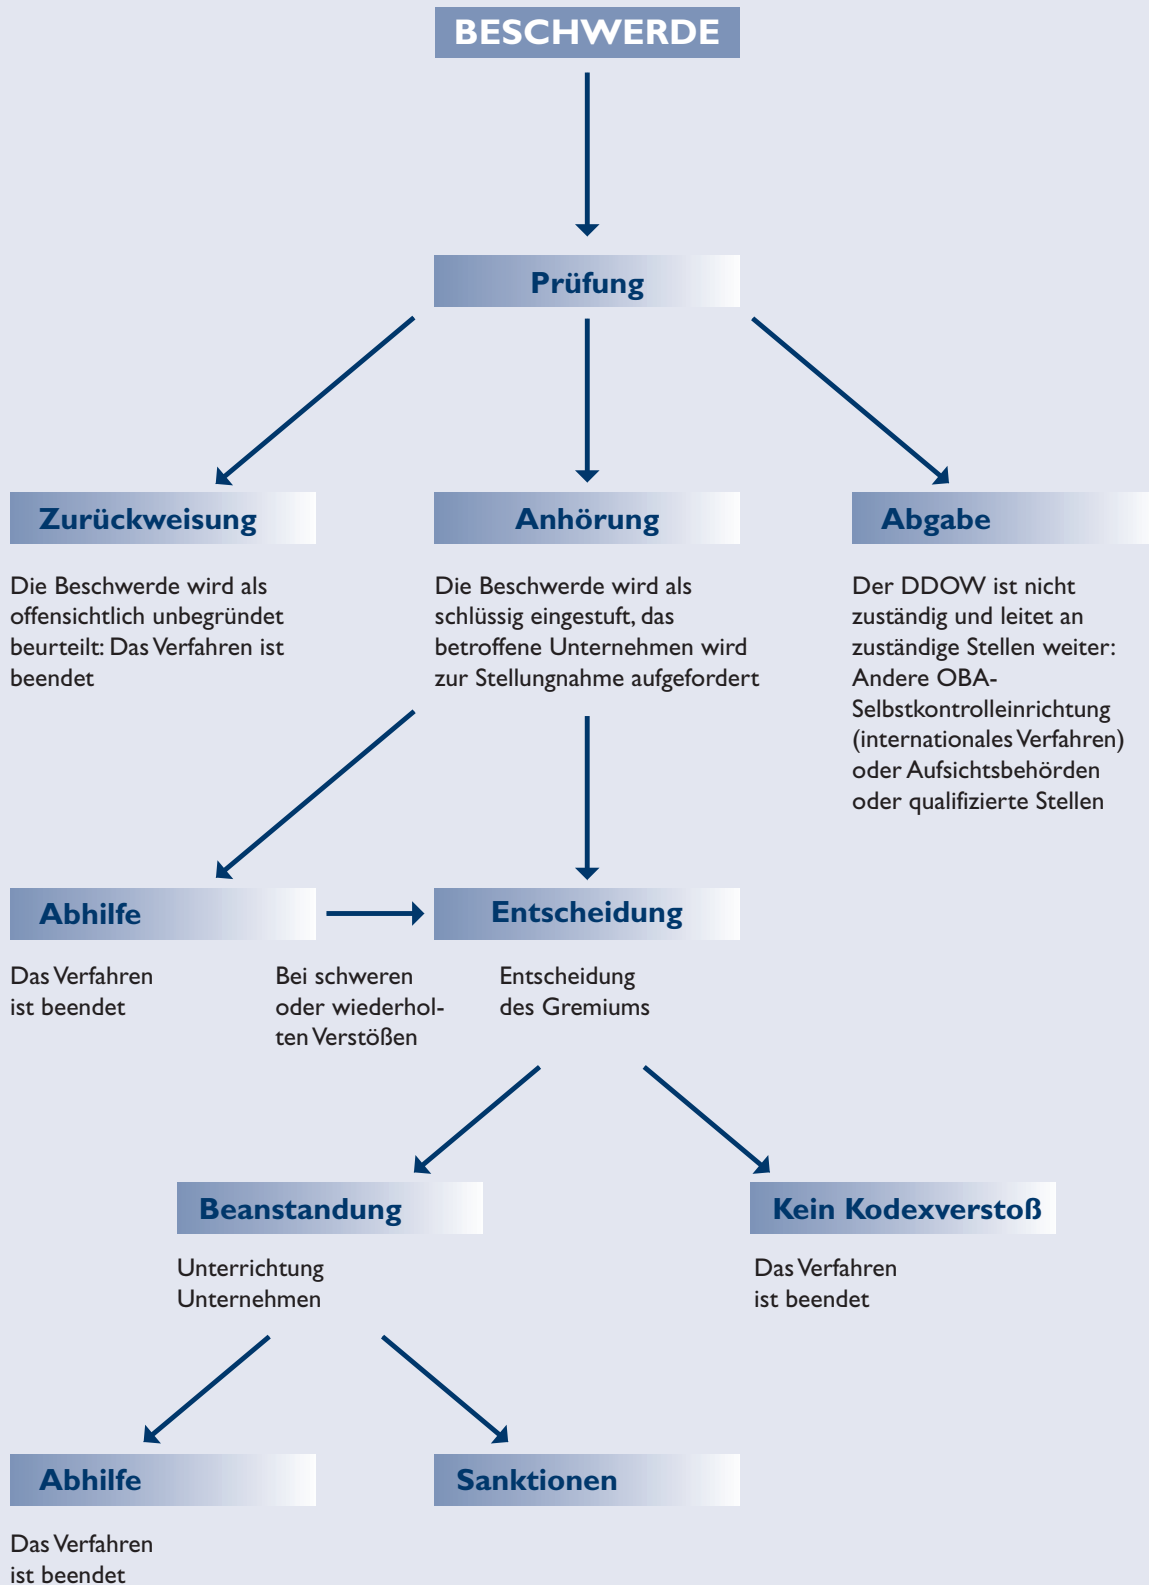 BESCHWERDE
Prüfung
Zurückweisung
Die Beschwerde wird als
offensichtlich unbegründet
beurteilt: Das Verfahren ist
beendet
Anhörung
Die Beschwerde wird als
schlüssig eingestuft, das
betroffene Unternehmen wird
zur Stellungnahme aufgefordert
Abgabe
Der DDOW ist nicht
zuständig und leitet an
zuständige Stellen weiter:
Andere OBA-
Selbstkontrolleinrichtung
(internationales Verfahren)
oder Aufsichtsbehörden
oder qualifizierte Stellen
Abhilfe
Das Verfahren
ist beendet
Bei schweren
oder wiederhol-
ten Verstößen
Entscheidung
Entscheidung
des Gremiums
Beanstandung
Unterrichtung
Unternehmen
Kein Kodexverstoß
Das Verfahren
ist beendet
Abhilfe
Das Verfahren
ist beendet
Sanktionen